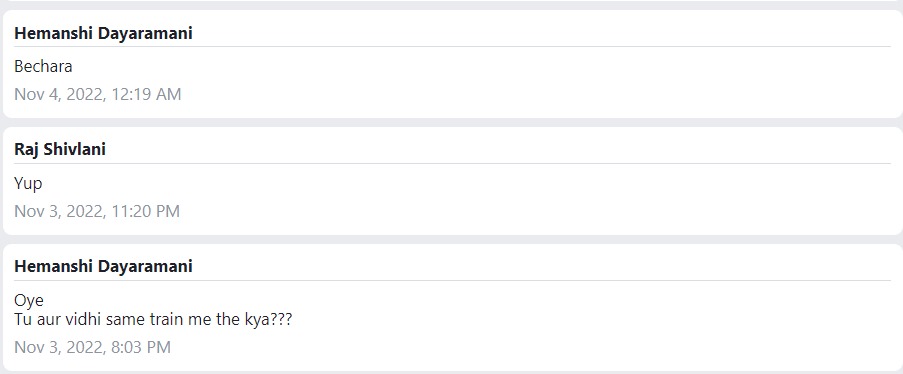 Hemanshi Dayaramani
Bechara
Nov 4, 2022, 12:19 AM
Raj Shivlani
Yup
Nov 3, 2022, 11:20 PM
Hemanshi Dayaramani
Oye
Tu aur vidhi same train me the kya???
Nov 3, 2022, 8:03 PM